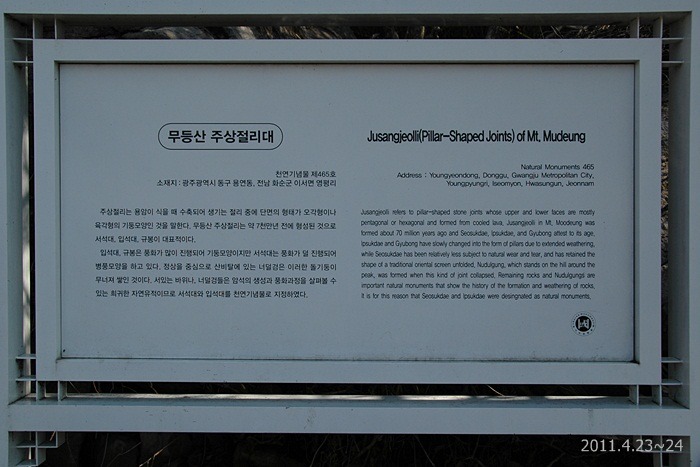 무등산 주상절리대
천연기념물 제465호
소재지 : 광주광역시 동구 용연동, 전남 화순군 이서면 영평리
주상절리는 용암이 식을 때 수축되어 생기는 절리 중에 단면의 형태가 오각형이나
육각형의 기둥모양인 것을 말한다. 무등산 주상절리는 약 7천만년 전에 형성된 것으로
서석대, 입석대, 규봉이 대표적이다.
입석대, 규봉은 풍화가 많이 진행되어 기둥모양이지만 서석대는 풍화가 덜 진행되어
병풍모양을 하고 있다. 정상을 중심으로 산비탈에 있는 너덜겅은 이러한 돌기둥이
무너져 쌓인 것이다. 서있는 바위나, 너덜겅들은 암석의 생성과 풍화과정을 살펴볼 수
있는 희귀한 자연유적이므로 서석대와 입석대를 천연기념물로 지정하였다.
Jusangjeolli(Pillar-Shaped Joints) of Mt. Mudeung
Natural Monuments 465
Address : Youngyeondong, Donggu, Gwangju Metropolitan City,
Youngpyungri, Iseomyon, Hwasungun, Jeonnam
Jusangjeolli refers to pillar-shaped stone joints whose upper and lower faces are mostly
pentagonal or hexagonal and formed from cooled lava. Jusangjeolli in Mt. Mudeung was
formed about 70 million years ago and Seosukdae, Ipsukdae, and Gyubong attest to its age.
Ipsukdae and Gyubong have slowly changed into the form of pillars due to extended weathering,
while Seosukdae has been relatively less subject to natural wear and tear, and has retained the
shape of a traditional oriental screen unfolded. Nudulgung, which stands on the hill around the
peak, was formed when this kind of joint collapsed. Remaining rocks and Nudulgungs are
important natural monuments that show the history of the formation and weathering of rocks.
It is for this reason that Seosukdae and Ipsukdae were desingnated as natural monuments.
2011.4.23~24